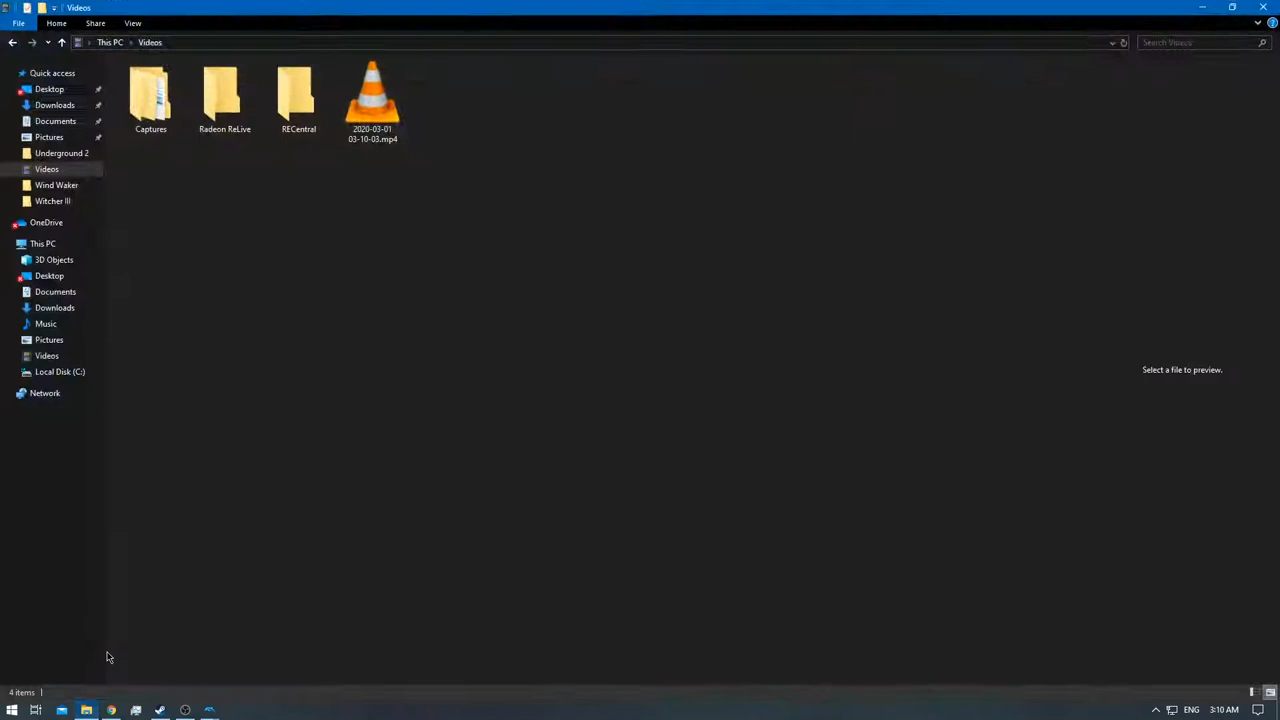 Videos
File
Home
Share
View
This PC
Videos
Search Videos
Quick access
Desktop
Downloads
Documents
Pictures
Underground 2
Videos
Wind Waker
Witcher III
OneDrive
This PC
3D Objects
Desktop
Documents
Downloads
Music
Pictures
Videos
Local Disk (C:)
Network
Captures
Radeon ReLive
RECentral
2020-03-01
03-10-03.mp4
Select a file to preview.
4 items
ENG
3:10 AM